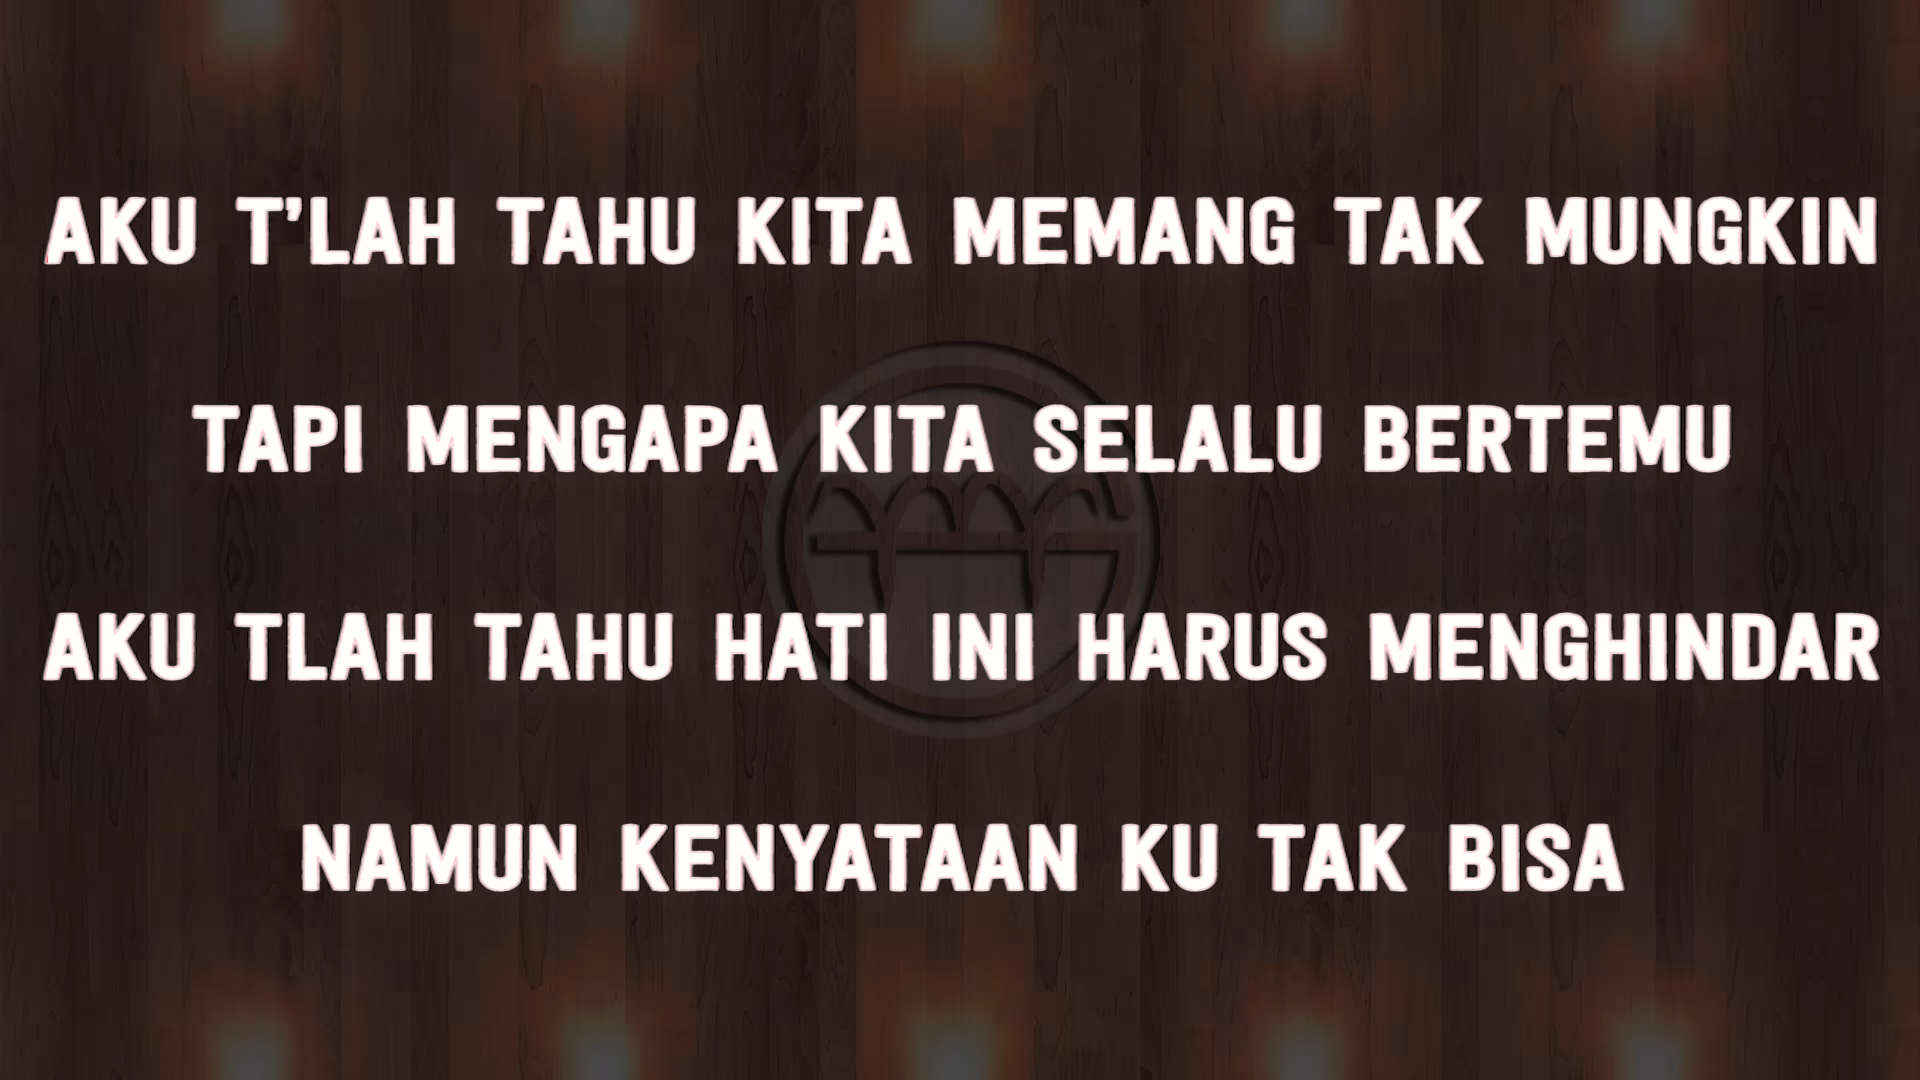 AKU T'LAH TAHU KITA MEMANG TAK MUNGKIN
TAPI MENGAPA KITA SELALU BERTEMU
AKU TLAH TAHU HATI INI HARUS MENGHINDAR
NAMUN KENYATAAN KU TAK BISA